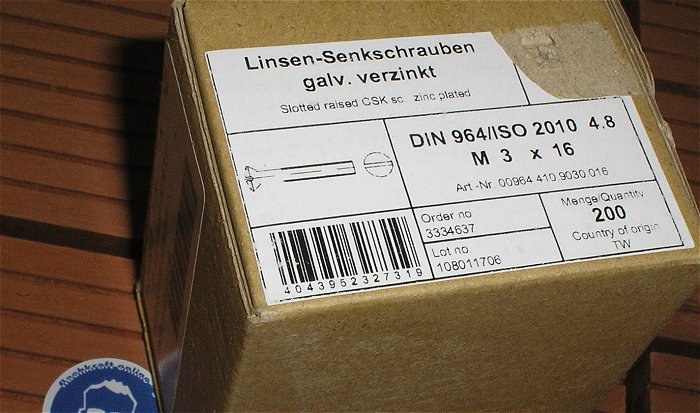 Linsen-Senkschrauben
galv. verzinkt
Slotted raised CSK sc zinc plated
DIN 964/ISO 2010 4.8
M 3 x 16
Art.-Nr. 00964 410 9030 016
Order no
3334637
Lot no.
108011706
Menge/Quantity
200
Country of origin
TW
4043952327319
fachkraft-online